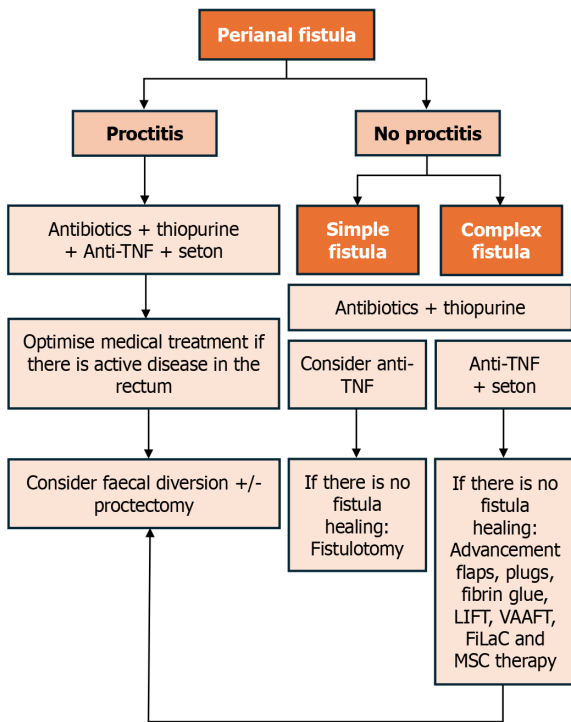 Perianal fistula
Proctitis
No proctitis
Antibiotics + thiopurine
+ Anti-TNF + seton
Simple
fistula
Complex
fistula
Antibiotics + thiopurine
Optimise medical treatment if
there is active disease in the
rectum
Consider anti-
TNF
Anti-TNF
+ seton
Consider faecal diversion +/-
proctectomy
If there is no
fistula
healing:
Fistulotomy
If there is no
fistula
healing:
Advancement
flaps, plugs,
fibrin glue,
LIFT, VAAFT,
FiLaC and
MSC therapy